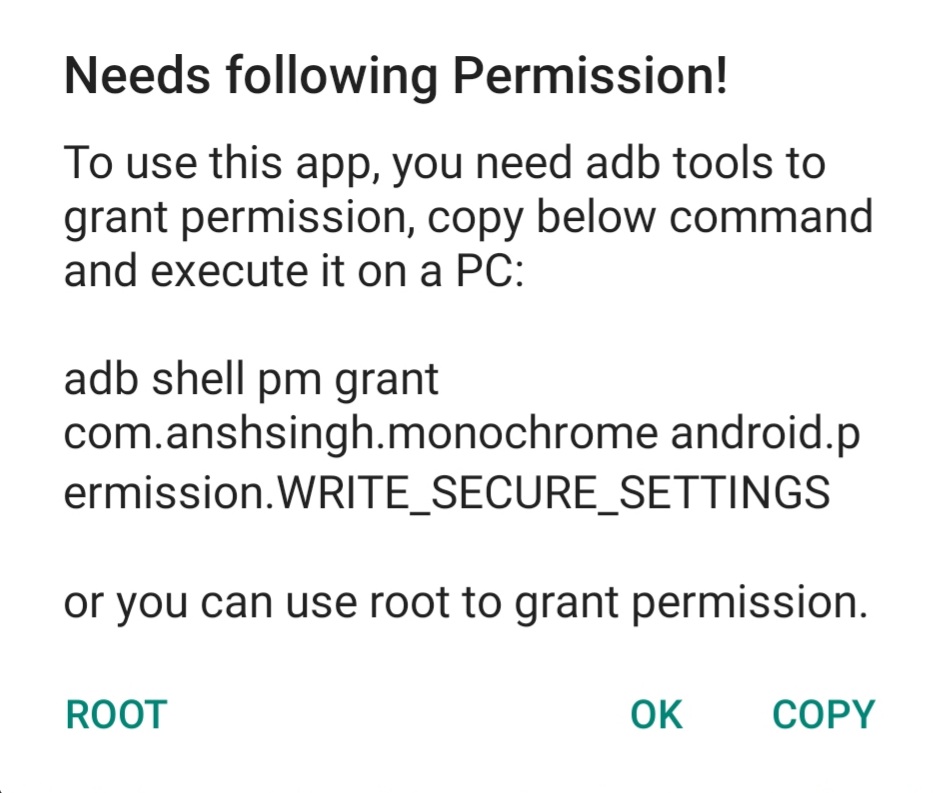 Needs following Permission!
To use this app, you need adb tools to
grant permission, copy below command
and execute it on a PC:
adb shell pm grant
com.anshsingh.monochrome android.p
ermission.WRITE_SECURE_SETTINGS
or you can use root to grant permission.
ROOT OK COPY